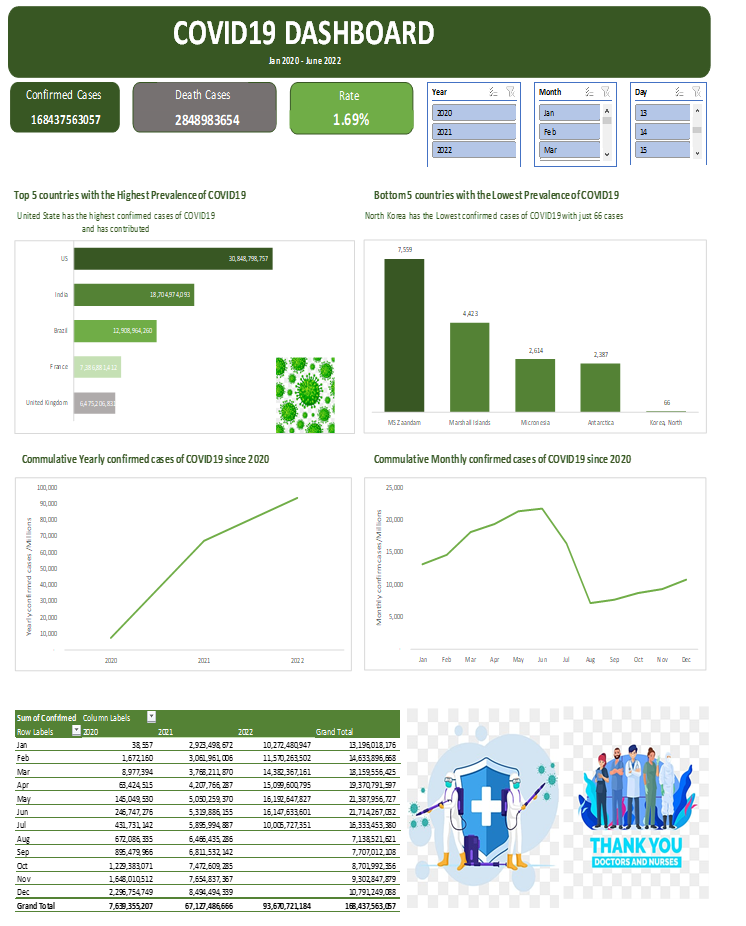 COVID19 DASHBOARD
Jan 2020 - June 2022
Confirmed Cases
168437563057
Death Cases
2848983654
Rate
1.69%
Year
2020
2021
2022
Month
Jan
Feb
Mar
Day
13
14
15
Top 5 countries with the Highest Prevalence of COVID19
United State has the highest confirmed cases of COVID19
and has contributed
US
30,848,798,757
India
18,704,974,093
Brazil
12,908,964,260
France
United Kingdom
Bottom 5 countries with the Lowest Prevalence of COVID19
North Korea has the Lowest confirmed cases of COVID19 with just 66 cases
7,559
4,423
2,614
2,387
66
MS Zaandam
Marshall Islands
Micronesia
Antarctica
Korea, North
Commulative Yearly confirmed cases of COVID19 since 2020
Yearly confirmed cases /Millions
100,000
90,000
80,000
70,000
60,000
50,000
40,000
30,000
20,000
10,000
-
2020
2021
2022
Commulative Monthly confirmed cases of COVID19 since 2020
Monthly confirm cases/Millions
25,000
20,000
15,000
10,000
5,000
-
Jan Feb Mar Apr May Jun Jul Aug Sep Oct Nov Dec
Sum of Confifmed Column Labels
Row Labels 2020 2021 2022 Grand Total
Jan 38,557 2,923,498,672 10,272,480,947 13,196,018,176
Feb 1,672,160 3,061,961,006 11,570,263,502 14,633,896,668
Mar 8,977,394 3,768,211,870 14,382,367,161 18,159,556,425
Apr 63,424,515 4,207,766,287 15,099,600,795 19,370,791,597
May 145,049,530 5,050,259,370 16,192,647,827 21,387,956,727
Jun 246,747,276 5,319,886,155 16,147,633,601 21,714,267,032
Jul 431,731,142 5,895,994,887 10,005,727,351 16,333,453,380
Aug 672,086,335 6,466,435,286 7,138,521,621
Sep 895,479,966 6,811,532,142 7,707,012,108
Oct 1,229,383,071 7,472,609,285 8,701,992,356
Nov 1,648,010,512 7,654,837,367 9,302,847,879
Dec 2,296,754,749 8,494,494,339 10,791,249,088
Grand Total 7,639,355,207 67,127,486,666 93,670,721,184 168,437,563,057
THANK YOU
DOCTORS AND NURSES